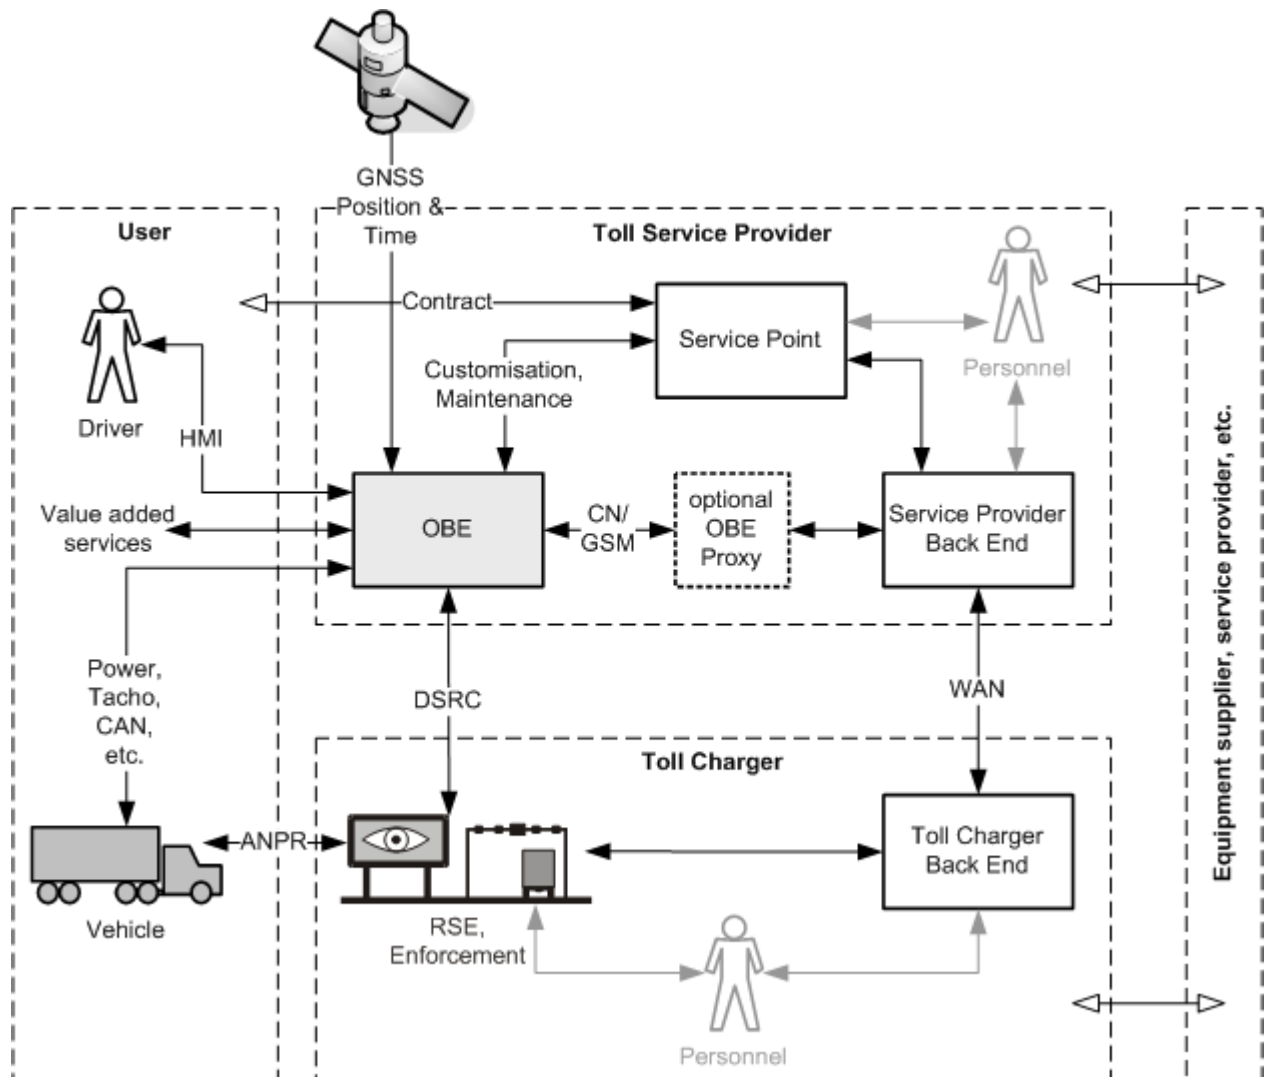 GNSS
Position &
Time
User
Toll Service Provider
Contract
Service Point
Customisation,
Maintenance
Personnel
Driver
HMI
Value added
services
OBE
CN/
GSM
optional
OBE
Proxy
Service Provider
Back End
Equipment supplier, service provider, etc.
Power,
Tacho,
CAN,
etc.
DSRC
WAN
Toll Charger
ANPR
Toll Charger
Back End
Vehicle
RSE,
Enforcement
Personnel